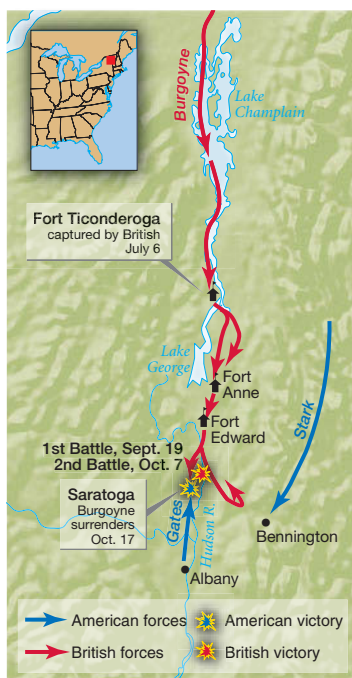 Burgoyne
Lake
Champlain
Fort Ticonderoga
captured by British
July 6
Lake
George
Fort
Anne
Stark
Fort
Edward
1st Battle, Sept. 19
2nd Battle, Oct. 7
Saratoga
Burgoyne
surrenders
Oct. 17
Gates
Hudson R.
Bennington
Albany
American forces
American victory
British forces
British victory